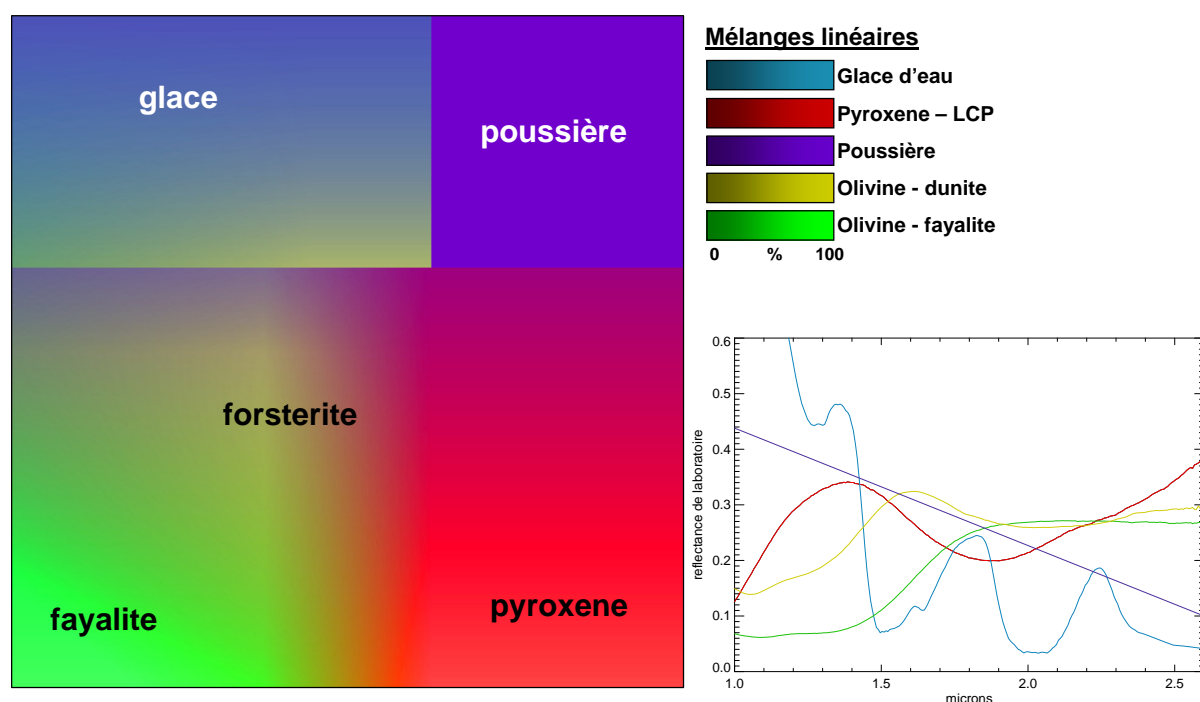 glace
poussière
forsterite
fayalite
pyroxene
Mélanges linéaires
Glace d'eau
Pyroxene – LCP
Poussière
Olivine - dunite
Olivine - fayalite
0 % 100
reflectance de laboratoire
0.6
0.5
0.4
0.3
0.2
0.1
0.0
1.0 1.5 2.0 2.5
microns